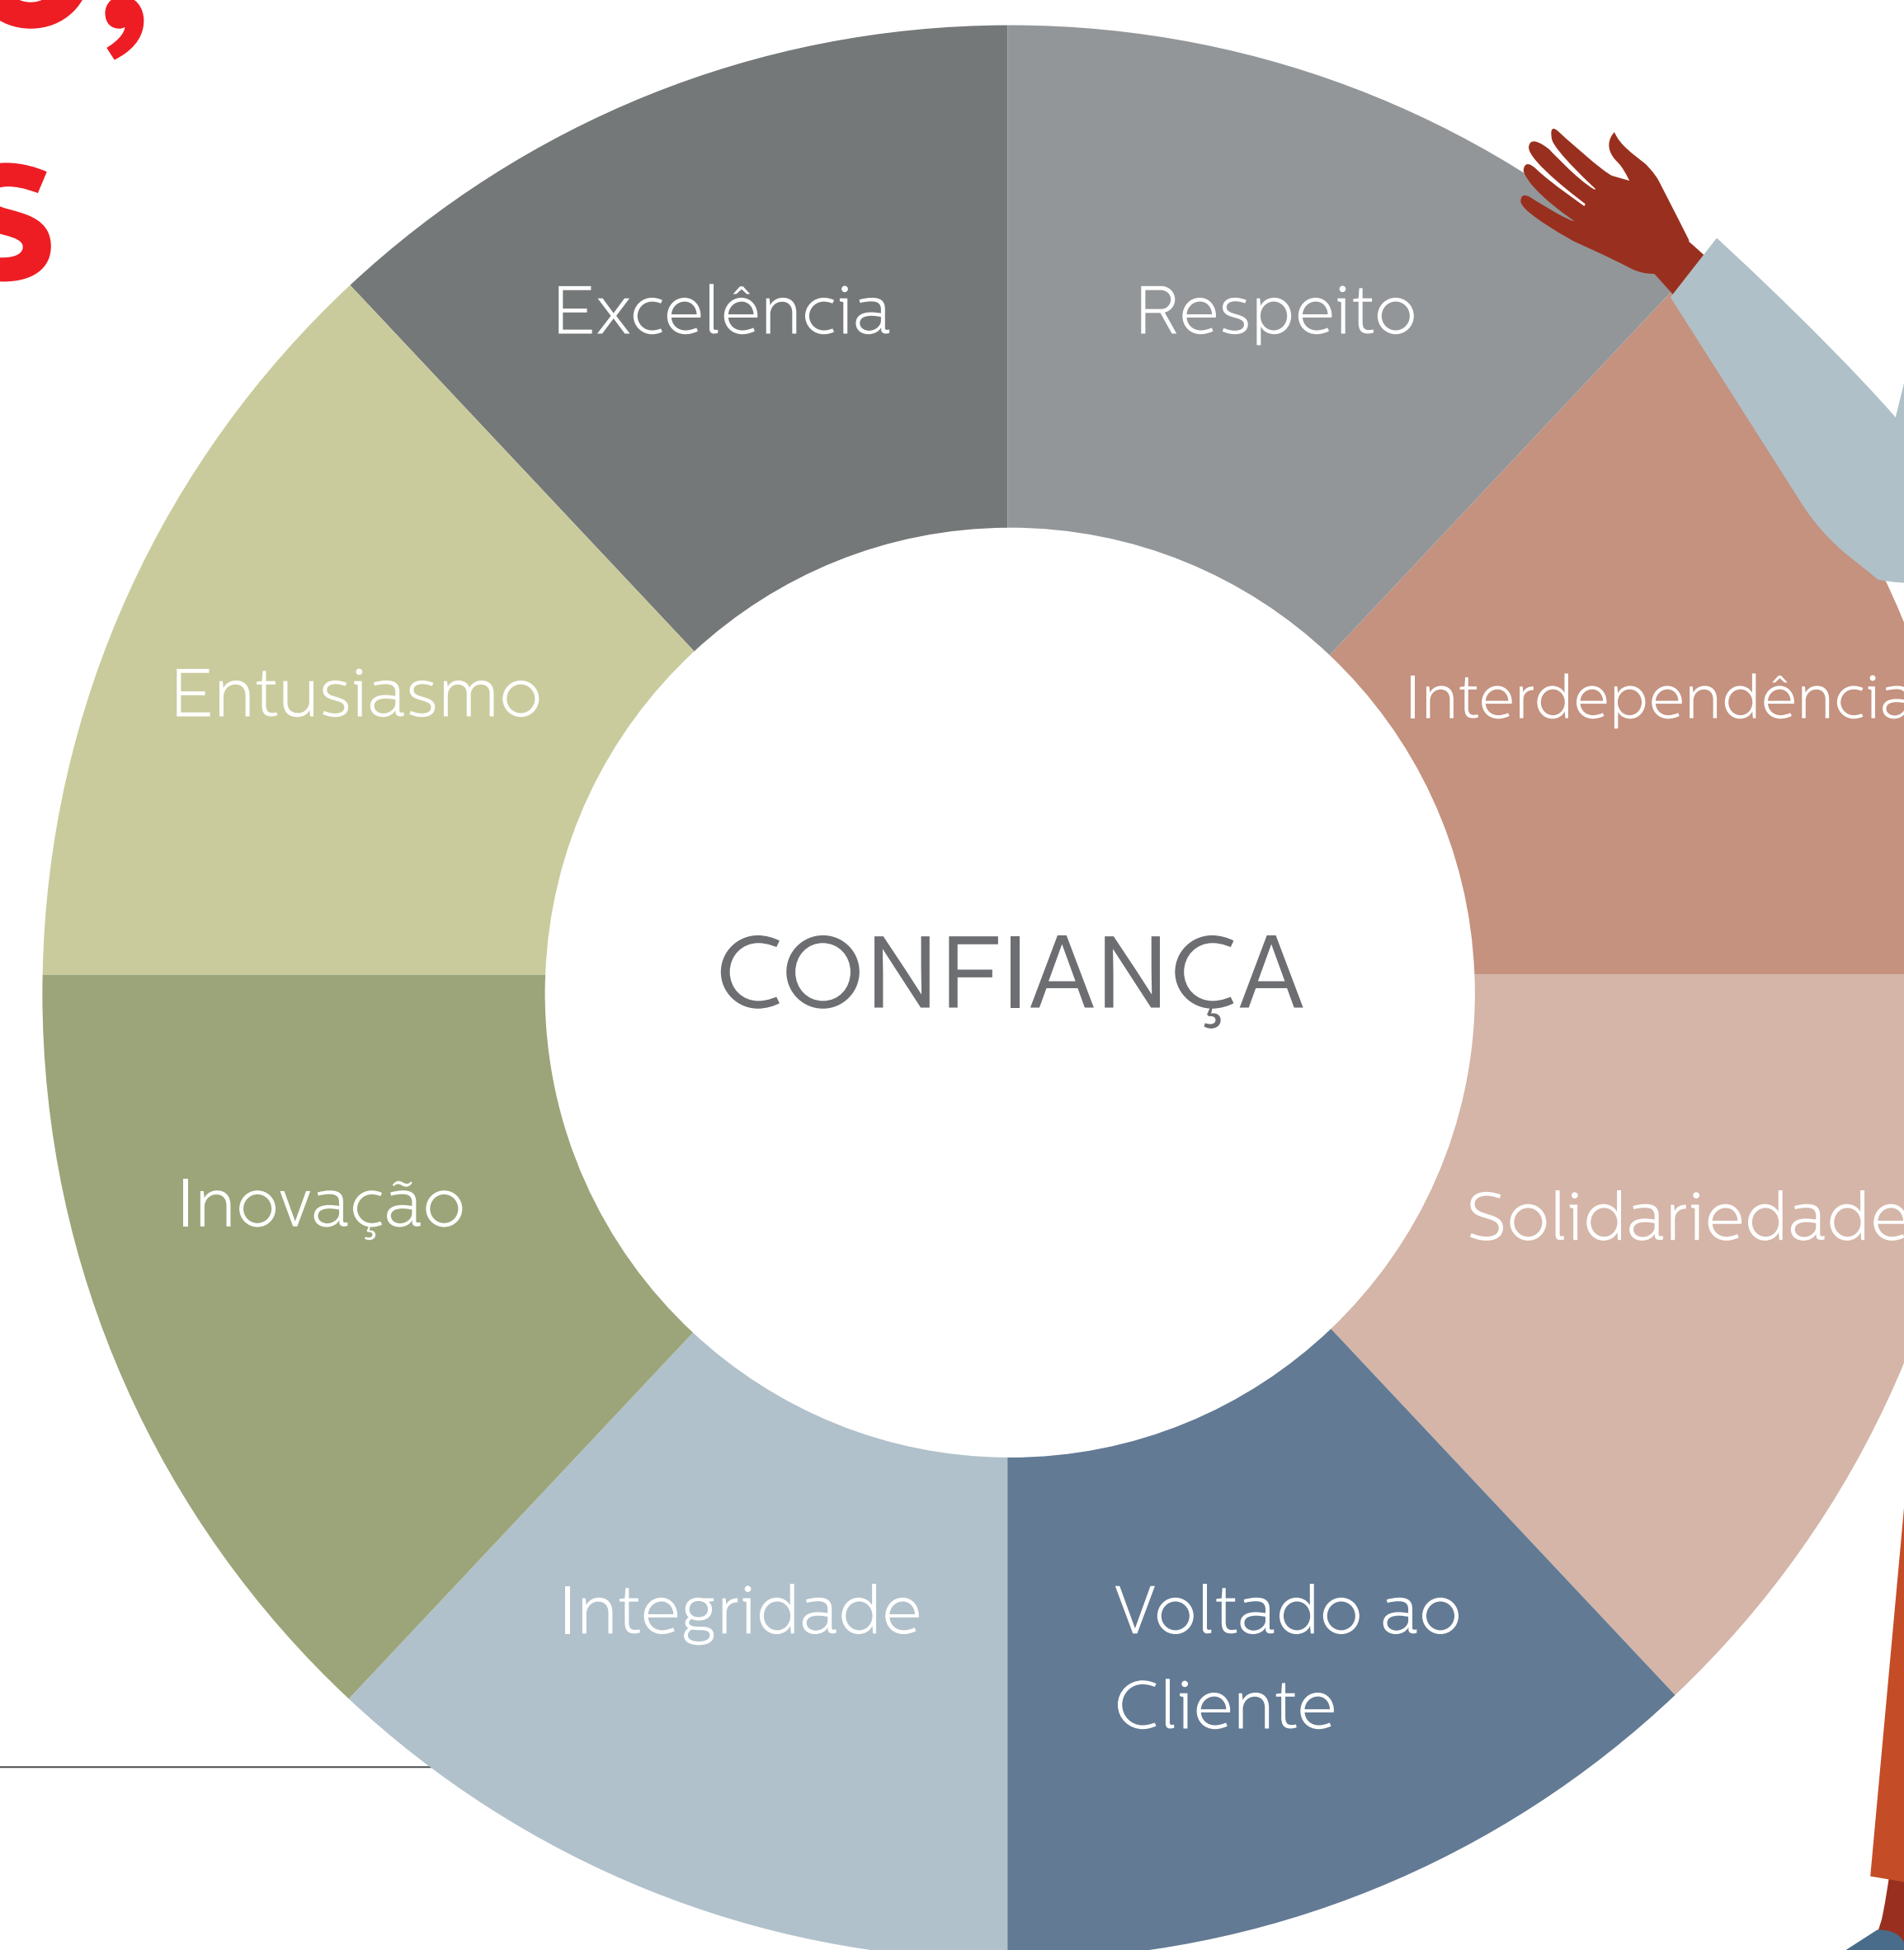 Excelência
Respeito
Entusiasmo
Interdependência
CONFIANÇA
Inovação
Solidariedade
Integridade
Voltado ao
Cliente